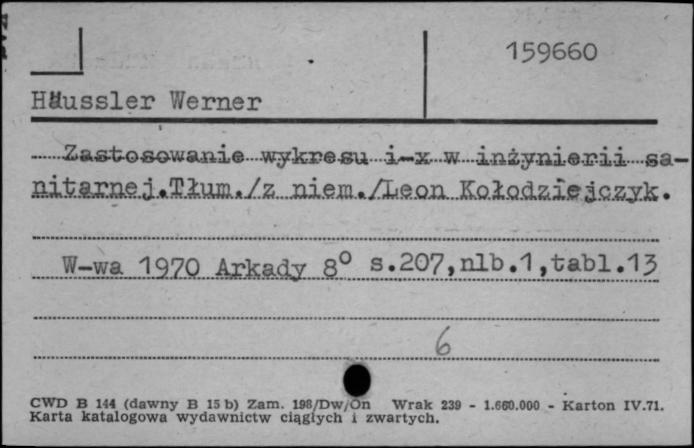 159660
Häussler Werner
Zastosowanie wykresu i-x w inżynierii sa-
nitarnej.Tłum./z niem./Leon Kołodziejczyk.
W-wa 1970 Arkady 8° s.207,nlb.1,tabl.13
6
CWD B 144 (dawny B 15 b) Zam. 198/Dw/On Wrak 239 - 1.660.000 - Karton IV.71.
Karta katalogowa wydawnictw ciągłych i zwartych.